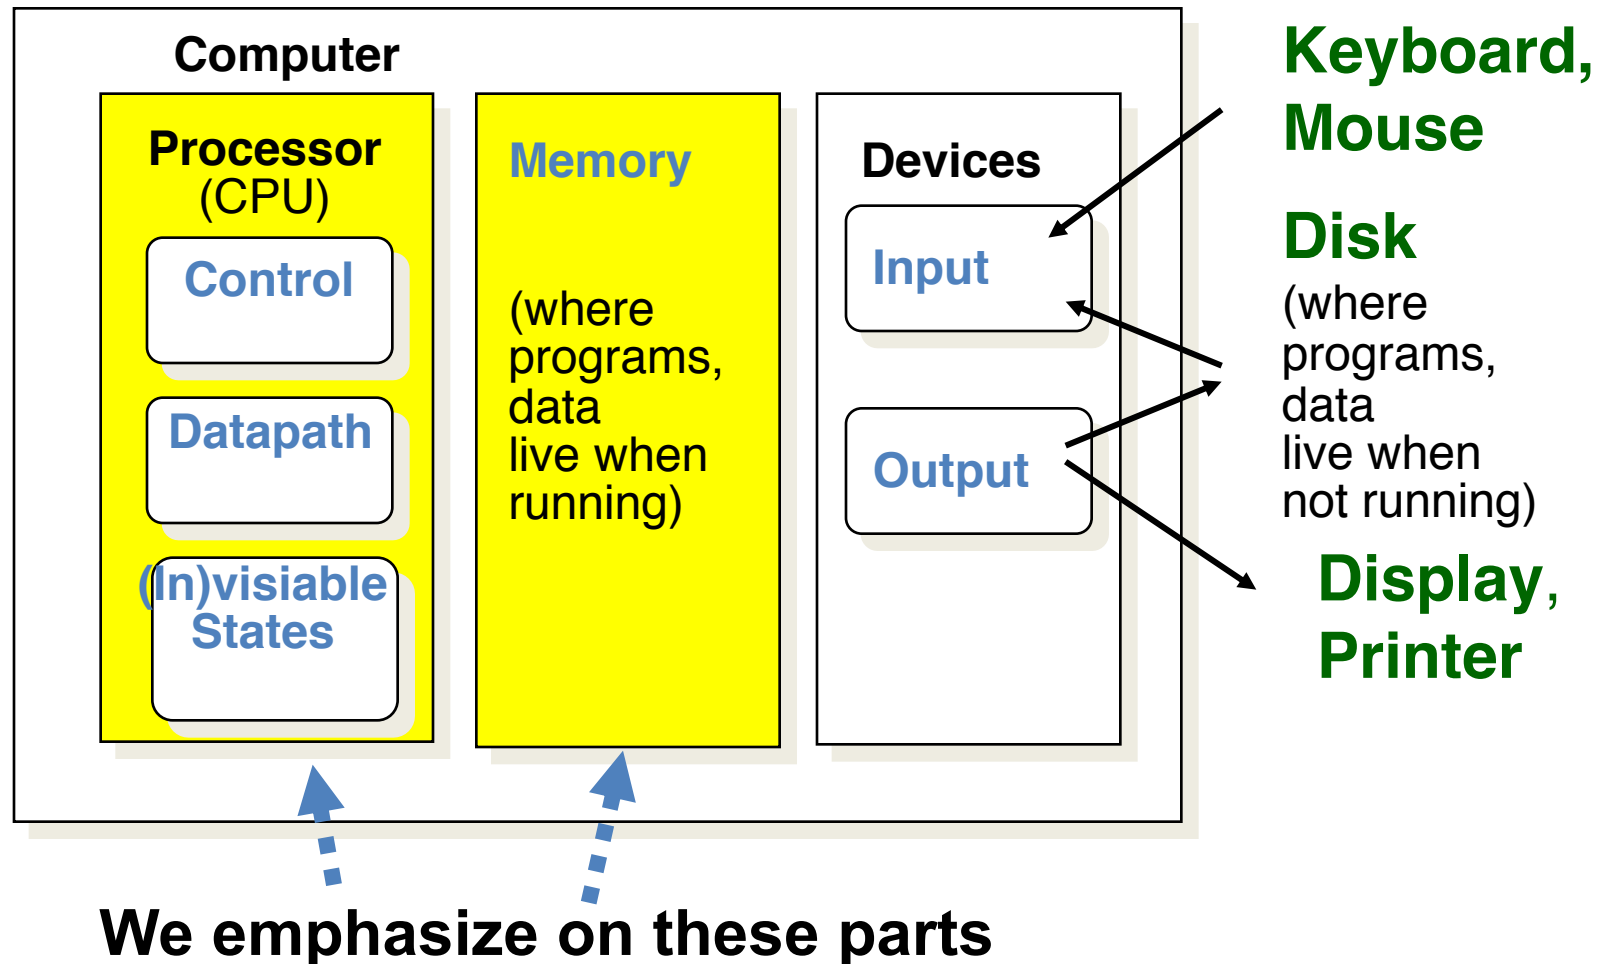 Computer
Processor
(CPU)
Control
Datapath
(In)visiable
States
Memory
(where
programs,
data
live when
running)
Devices
Input
Output
Keyboard,
Mouse
Disk
(where
programs,
data
live when
not running)
Display,
Printer
We emphasize on these parts